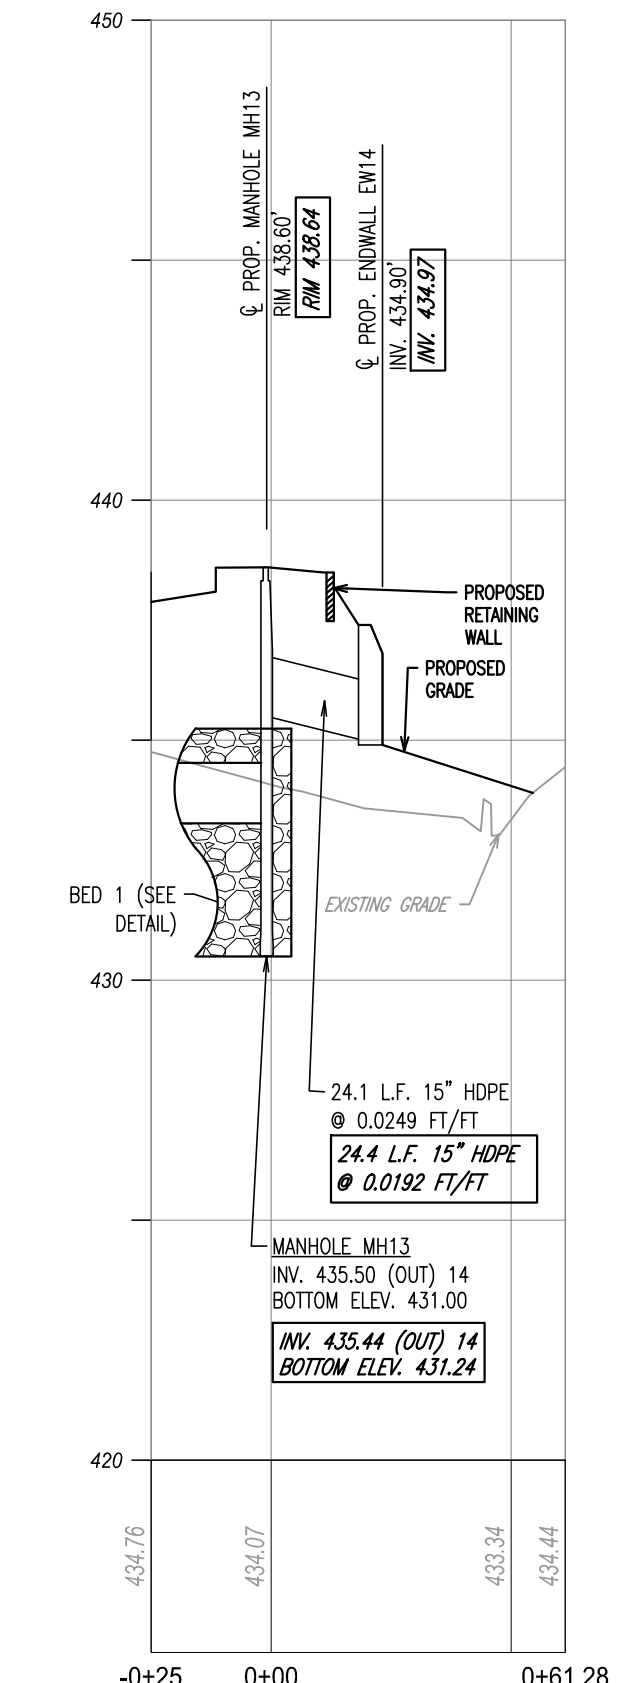 450
℄ PROP. MANHOLE MH13
RIM 438.60'
RIM 438.64
℄ PROP. ENDWALL EW14
INV. 434.90'
INV. 434.97
440
PROPOSED
RETAINING
WALL
PROPOSED
GRADE
BED 1 (SEE
DETAIL)
EXISTING GRADE
430
24.1 L.F. 15" HDPE
@ 0.0249 FT/FT
24.4 L.F. 15" HDPE
@ 0.0192 FT/FT
MANHOLE MH13
INV. 435.50 (OUT) 14
BOTTOM ELEV. 431.00
INV. 435.44 (OUT) 14
BOTTOM ELEV. 431.24
420
434.76
434.07
433.34
434.44
-0+25
0+00
0+61.28